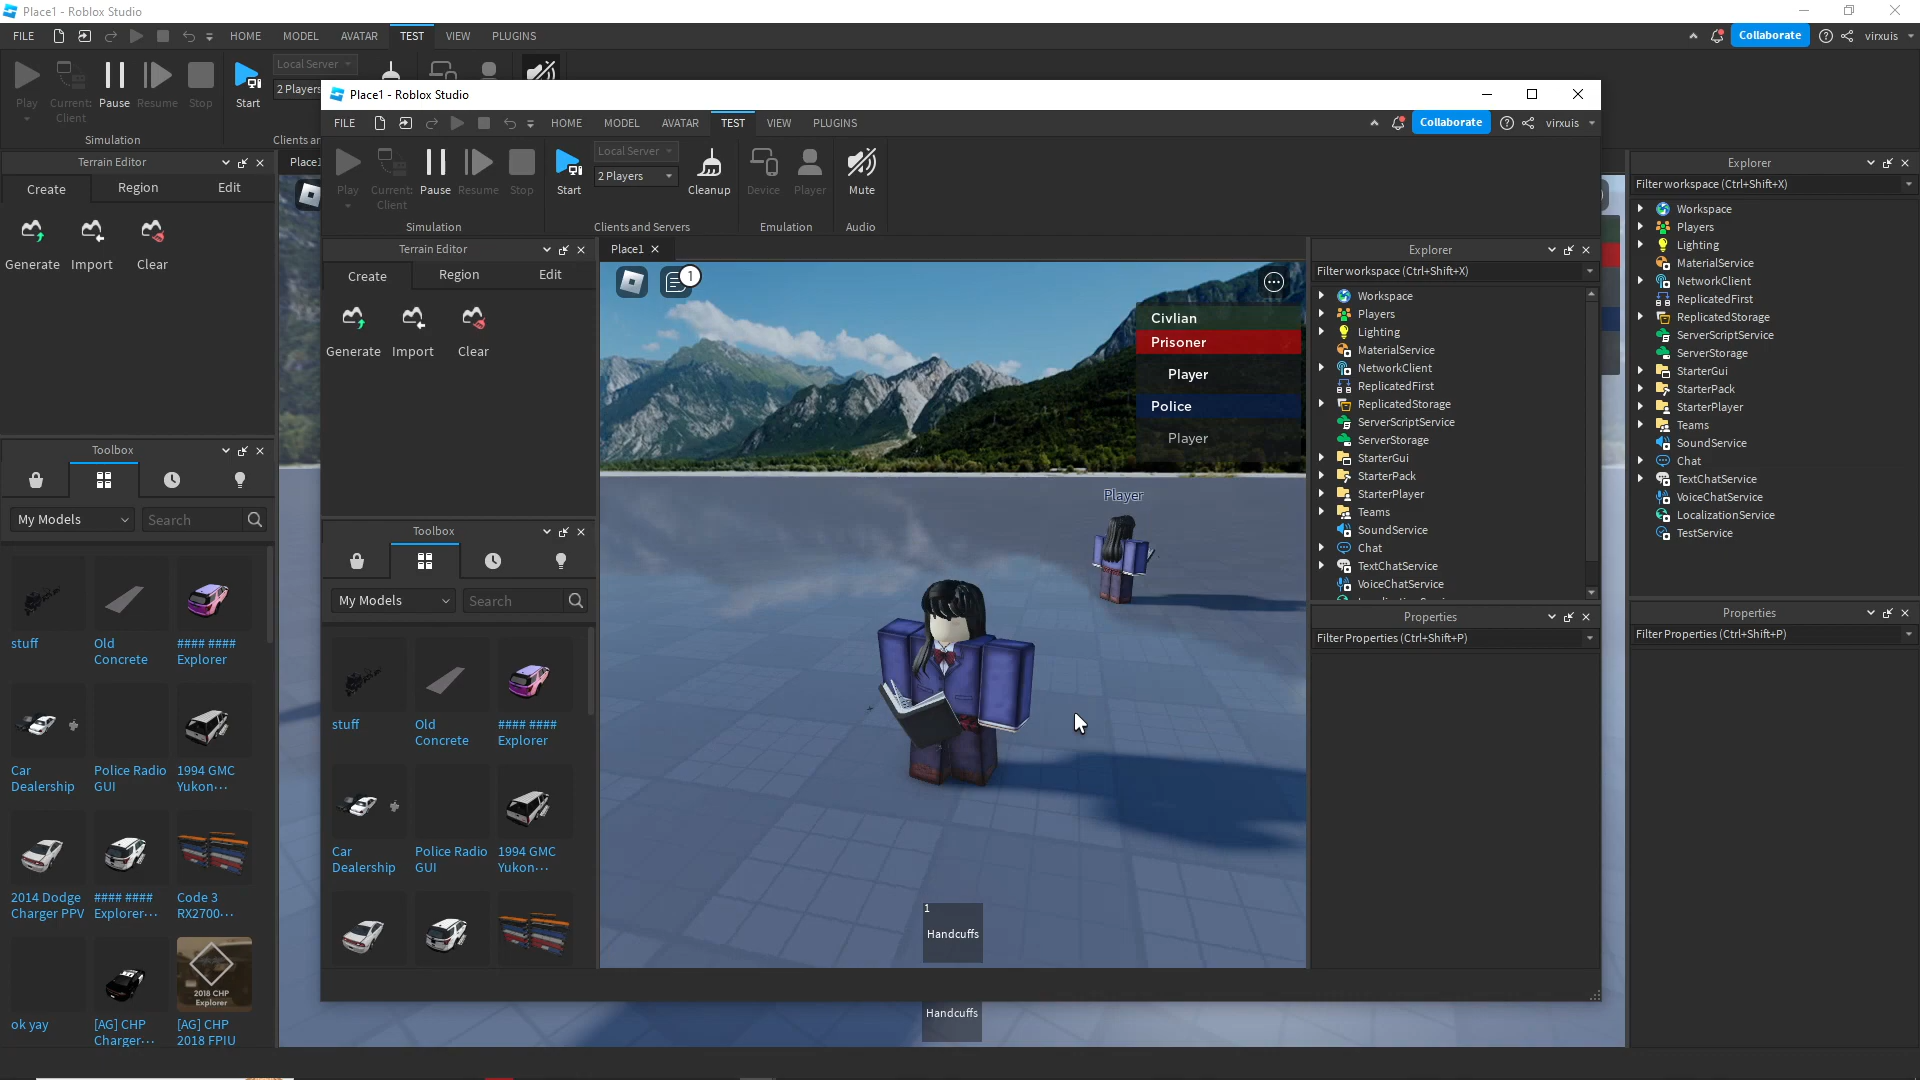 Place1 - Roblox Studio
FILE
HOME
MODEL
AVATAR
TEST
VIEW
PLUGINS
Collaborate
virxuis
Play
Current:
Client
Pause
Resume
Stop
Start
Local Server
2 Players
Simulation
Clients ar
Terrain Editor
Create
Region
Edit
Generate
Import
Clear
Place1
Toolbox
My Models
Search
stuff
Old
Concrete
#### ####
Explorer
Car
Dealership
Police Radio
GUI
1994 GMC
Yukon...
2014 Dodge
Charger PPV
#### ####
Explorer...
Code 3
RX2700...
2018 CHP
Explorer
ok yay
[AG] CHP
Charger...
[AG] CHP
2018 FPIU
Place1 - Roblox Studio
FILE
HOME
MODEL
AVATAR
TEST
VIEW
PLUGINS
Collaborate
virxuis
Play
Current:
Client
Pause
Resume
Stop
Start
Local Server
2 Players
Cleanup
Device
Player
Mute
Simulation
Clients and Servers
Emulation
Audio
Terrain Editor
Create
Region
Edit
Generate
Import
Clear
Toolbox
My Models
Search
stuff
Old
Concrete
#### ####
Explorer
Car
Dealership
Police Radio
GUI
1994 GMC
Yukon...
Place1
1
Civlian
Prisoner
Player
Police
Player
Player
1
Handcuffs
Handcuffs
Explorer
Filter workspace (Ctrl+Shift+X)
Workspace
Players
Lighting
MaterialService
NetworkClient
ReplicatedFirst
ReplicatedStorage
ServerScriptService
ServerStorage
StarterGui
StarterPack
StarterPlayer
Teams
SoundService
Chat
TextChatService
VoiceChatService
Properties
Filter Properties (Ctrl+Shift+P)
Explorer
Filter workspace (Ctrl+Shift+X)
Workspace
Players
Lighting
MaterialService
NetworkClient
ReplicatedFirst
ReplicatedStorage
ServerScriptService
ServerStorage
StarterGui
StarterPack
StarterPlayer
Teams
SoundService
Chat
TextChatService
VoiceChatService
LocalizationService
TestService
Properties
Filter Properties (Ctrl+Shift+P)